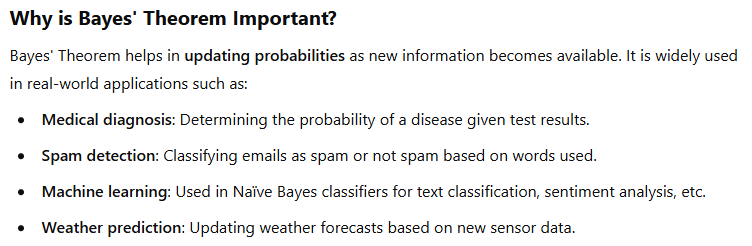 Why is Bayes' Theorem Important?
Bayes' Theorem helps in updating probabilities as new information becomes available. It is widely used
in real-world applications such as:
• Medical diagnosis: Determining the probability of a disease given test results.
• Spam detection: Classifying emails as spam or not spam based on words used.
• Machine learning: Used in Naïve Bayes classifiers for text classification, sentiment analysis, etc.
• Weather prediction: Updating weather forecasts based on new sensor data.